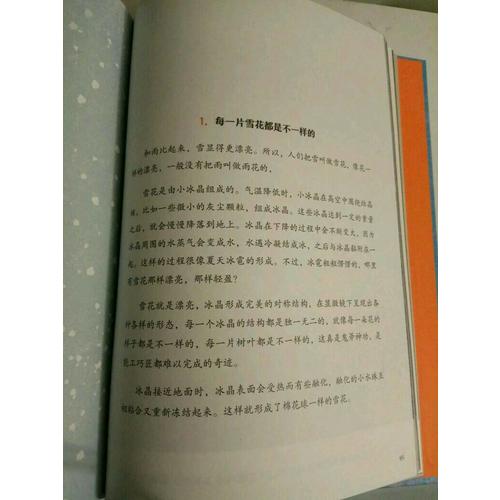 1. 每一片雪花都是不一样的
和雨比起来，雪显得更漂亮。所以，人们把雪叫做雪花，像花一
样的漂亮，一般没有把雨叫做雨花的，
雪花是由小冰晶组成的。气温降低时，小冰晶在高空中围绕结晶
核，比如一些微小的灰尘颗粒，组成冰晶。这些冰晶达到一定的重量
之后，就会慢慢降落到地上。冰晶在下降的过程中会不断变大，因为
冰晶周围的水蒸气会变成水，水遇冷凝结成冰，之后与冰晶黏附在一
起。这样的过程很像夏天冰雹的形成。不过，冰雹粗粗愣愣的，哪里
有雪花那样漂亮，那样轻盈？
雪花就是漂亮，冰晶形成完美的对称结构，在显微镜下呈现出各
种各样的形态，每一个冰晶的结构都是独一无二的，就像每一朵花的
样子都是不一样的，每一片树叶都是不一样的，这真是鬼斧神功，是
能工巧匠都难以完成的奇迹。
冰晶接近地面时，冰晶表面会受热而有些融化，融化的小水珠互
相粘合又重新冻结起来。这样就形成了棉花球一样的雪花。